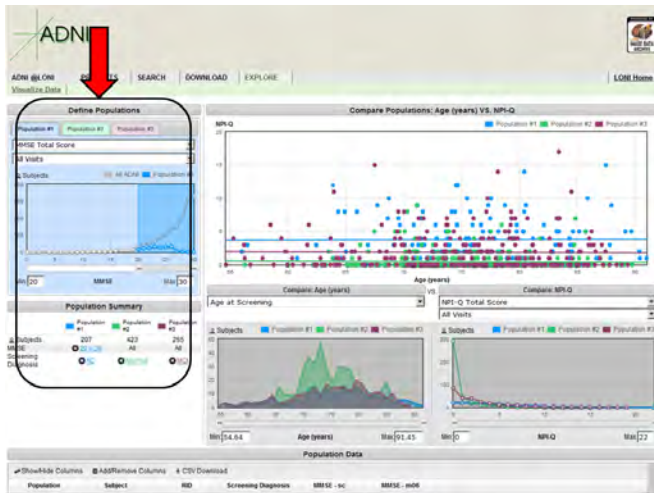 ADNI
ADNI @LONI
SEARCH
DOWNLOAD
EXPLORE
LONI Home
Visualize Data
Define Populations
Population #1 Population #2 Population #3
MMSE Total Score
All Visits
Subjects All ADNI
Min 20 MMSE Max 30
Population Summary
Population #1 Population #2 Population #3
Subjects 207 423 255
MMSE All All
Screening Diagnosis
Compare Populations: Age (years) VS. NPI-Q
NPI-Q Population #1 Population #2 Population #3
Age (years)
Compare: Age (years) VS Compare: NPI-Q
Age at Screening
NPI-Q Total Score
All Visits
Subjects Population #1 Population #2 Population #3
Min 54.64 Age (years) Max 91.45
Subjects Population #1 Population #2 Population #3
Min 0 NPI-Q Max 22
Population Data
Show/Hide Columns Add/Remove Columns CSV Download
Population Subject RID Screening Diagnosis MMSE - sc MMSE - m06